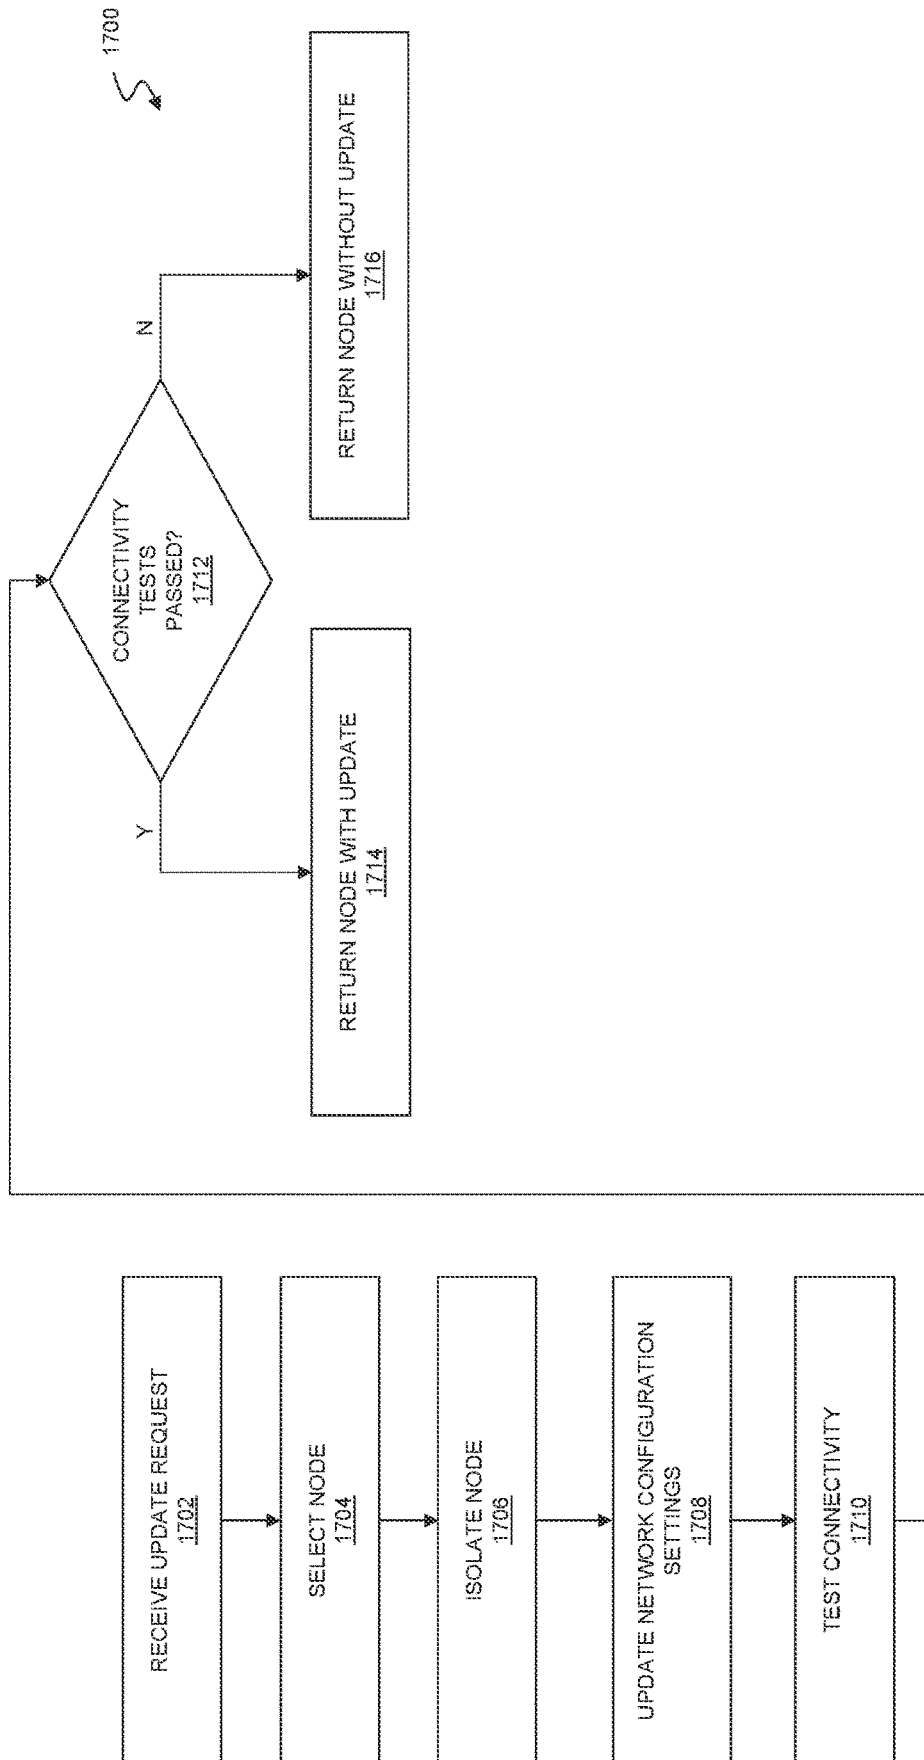 1700
RECEIVE UPDATE REQUEST
1702
SELECT NODE
1704
ISOLATE NODE
1706
UPDATE NETWORK CONFIGURATION
SETTINGS
1708
TEST CONNECTIVITY
1710
CONNECTIVITY
TESTS
PASSED?
1712
Y
N
RETURN NODE WITH UPDATE
1714
RETURN NODE WITHOUT UPDATE
1716